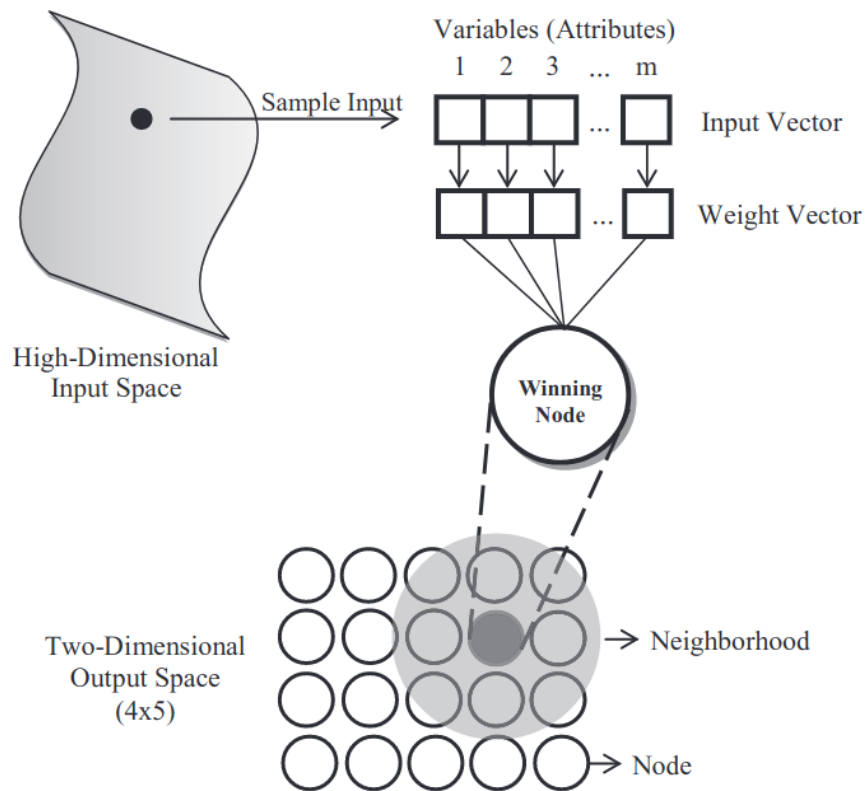 Variables (Attributes)
1 2 3 ... m
Sample Input
... Input Vector
... Weight Vector
High-Dimensional
Input Space
Winning
Node
Two-Dimensional
Output Space
(4x5)
Neighborhood
Node